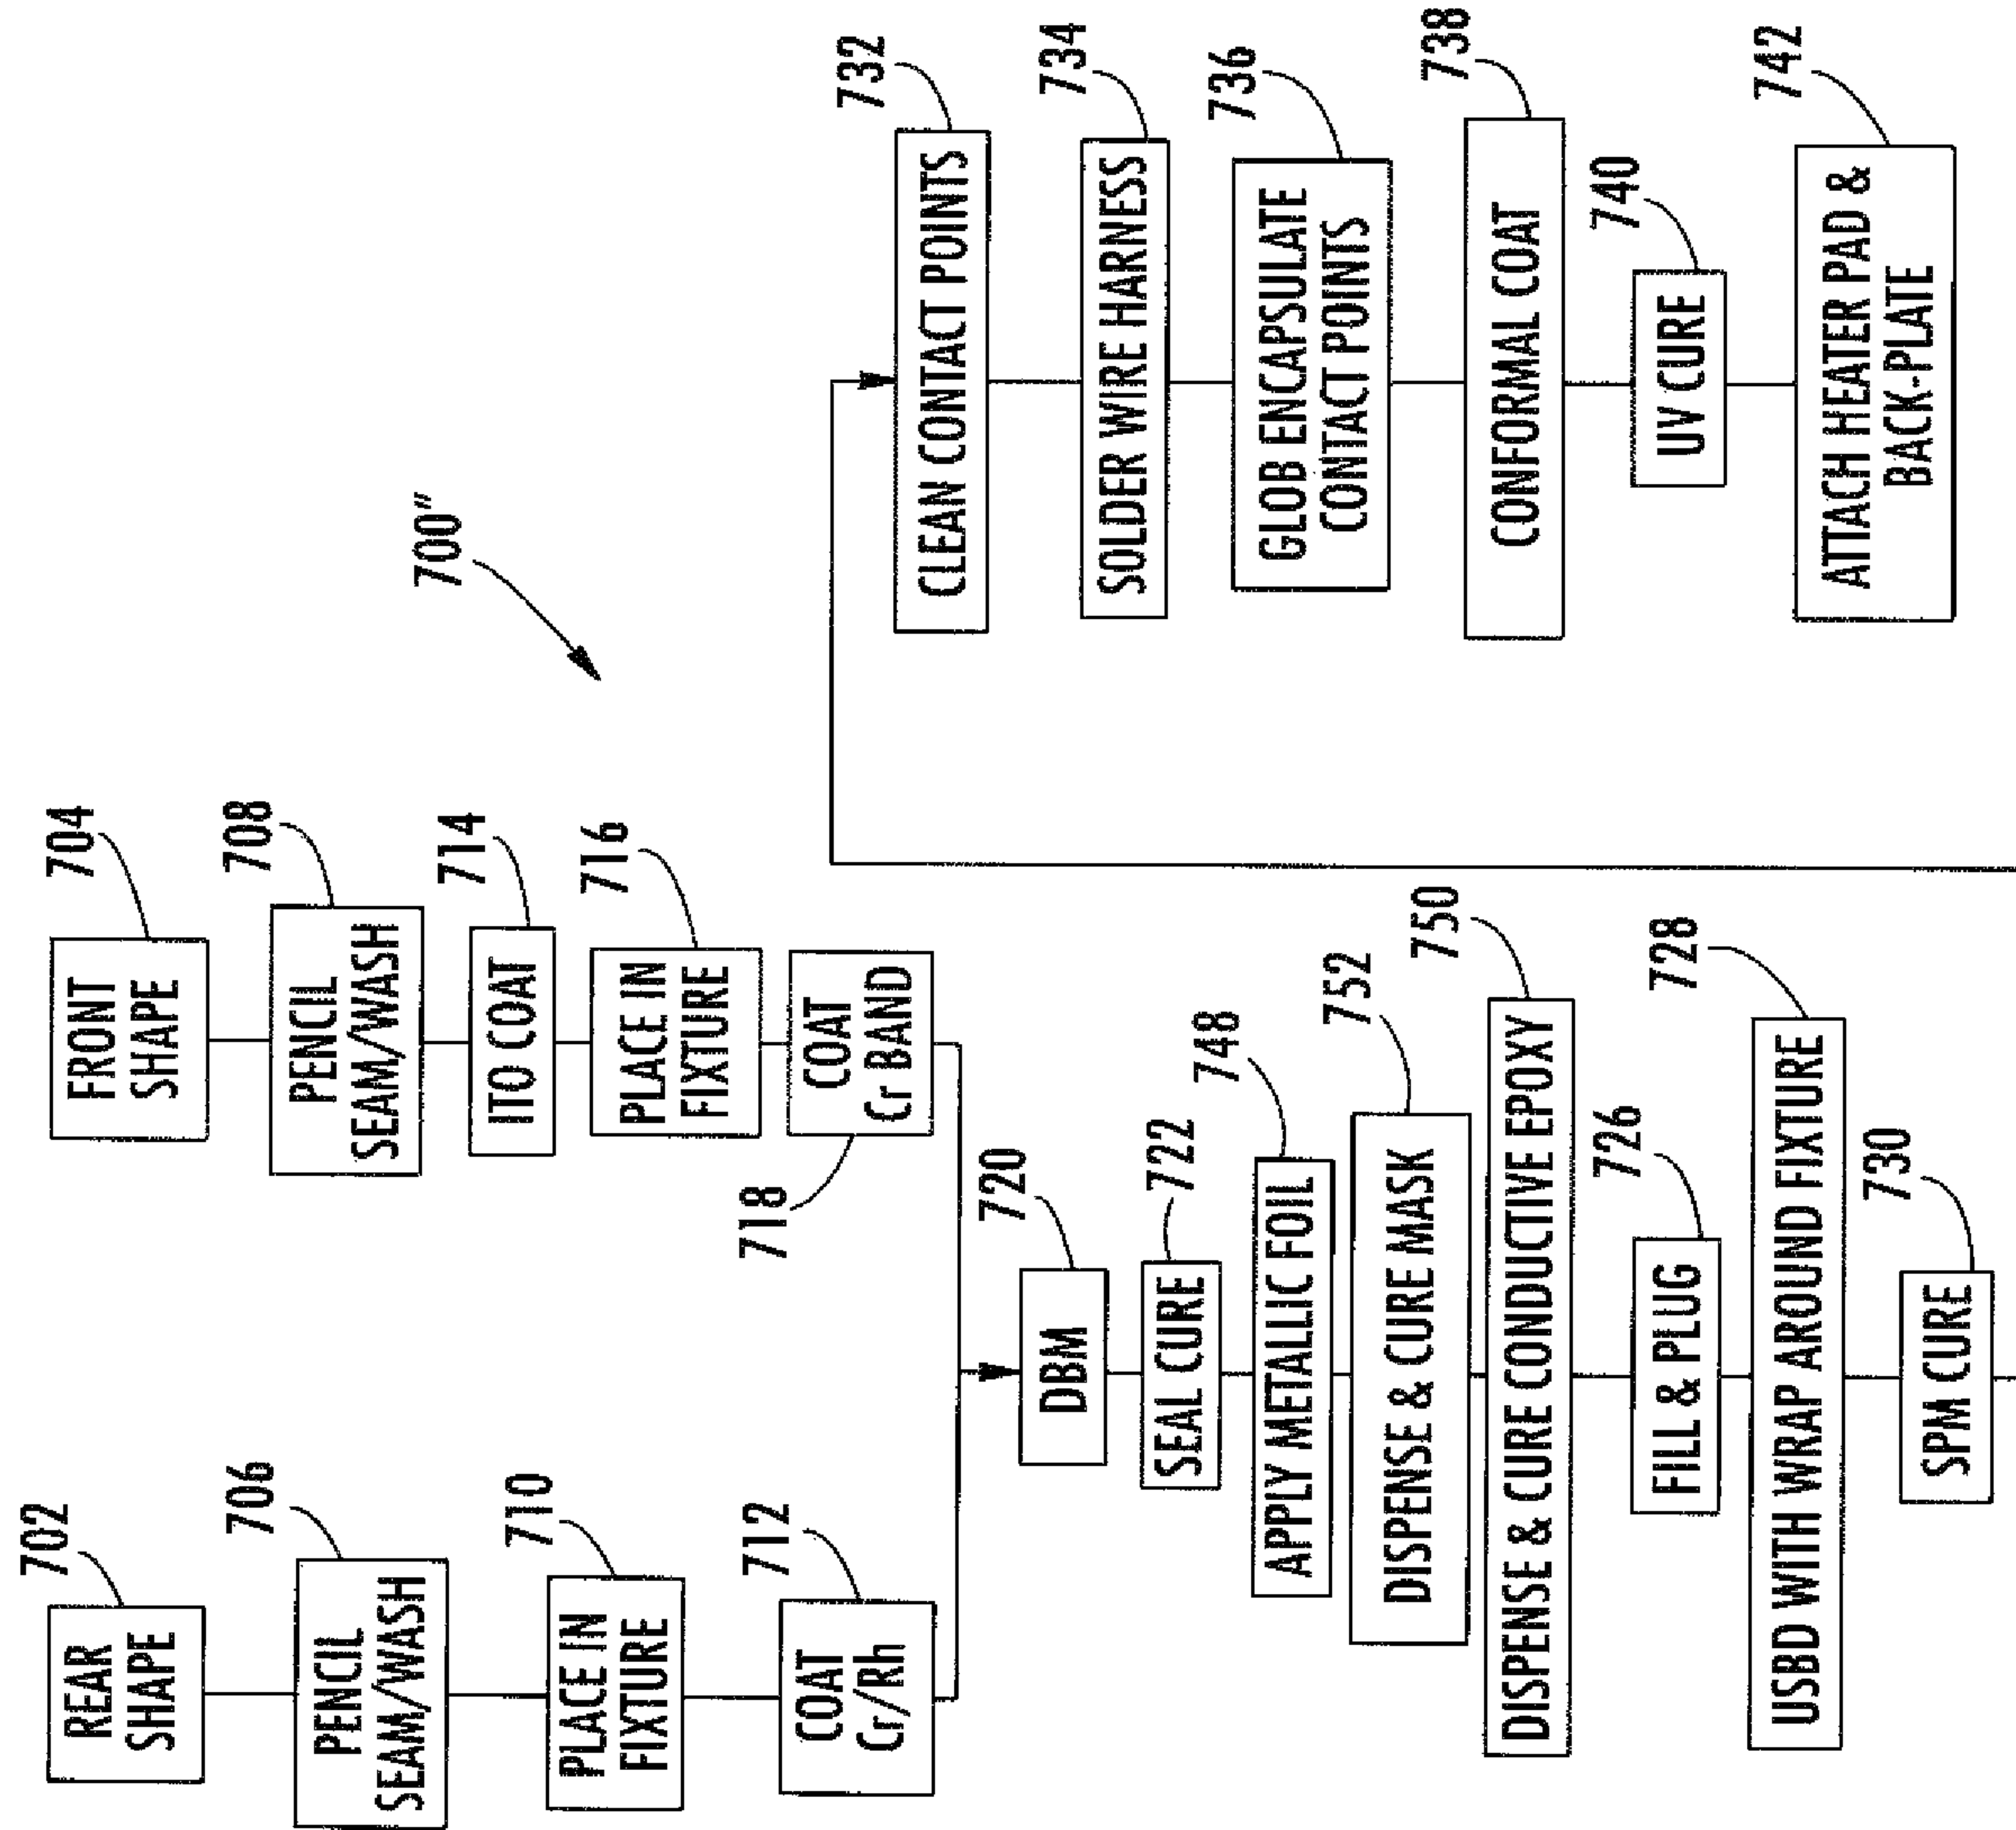 700"
702
REAR
SHAPE
706
PENCIL
SEAM/WASH
710
PLACE IN
FIXTURE
712
COAT
Cr/Rh
704
FRONT
SHAPE
708
PENCIL
SEAM/WASH
714
ITO COAT
716
PLACE IN
FIXTURE
718
COAT
Cr BAND
720
DBM
722
SEAL CURE
748
APPLY METALLIC FOIL
752
DISPENSE & CURE MASK
750
DISPENSE & CURE CONDUCTIVE EPOXY
726
FILL & PLUG
728
USBD WITH WRAP AROUND FIXTURE
730
SPM CURE
732
CLEAN CONTACT POINTS
734
SOLDER WIRE HARNESS
736
GLOB ENCAPSULATE
CONTACT POINTS
738
CONFORMAL COAT
740
UV CURE
742
ATTACH HEATER PAD &
BACK-PLATE